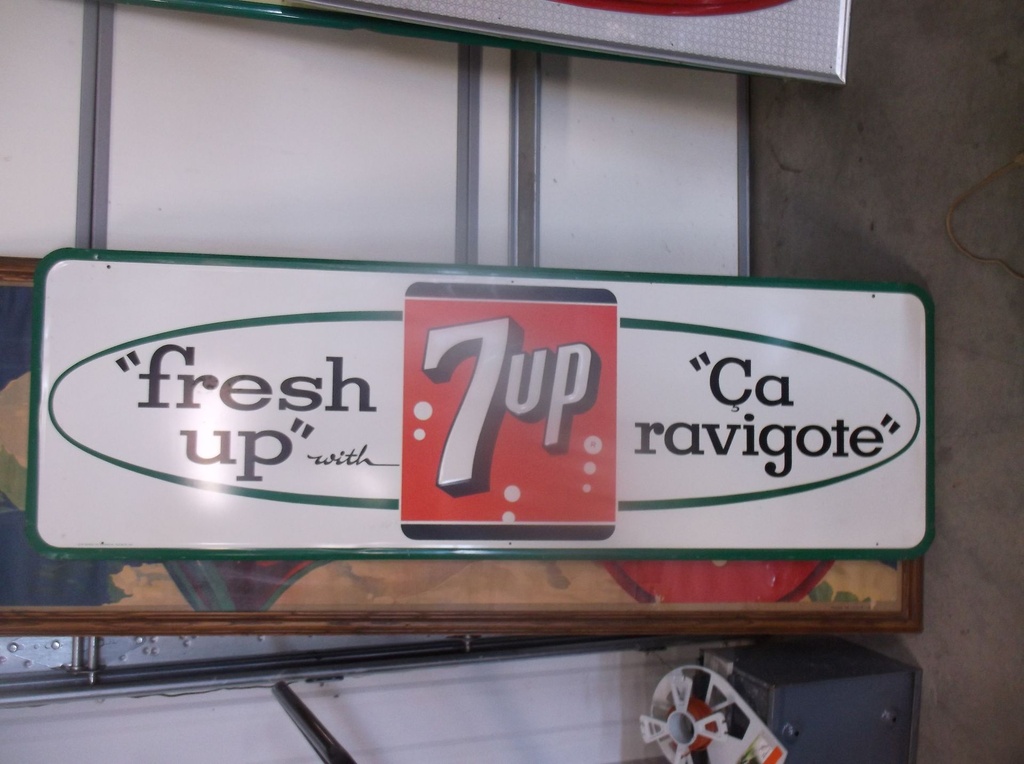 "fresh
up" with
7up
"Ça
ravigote"